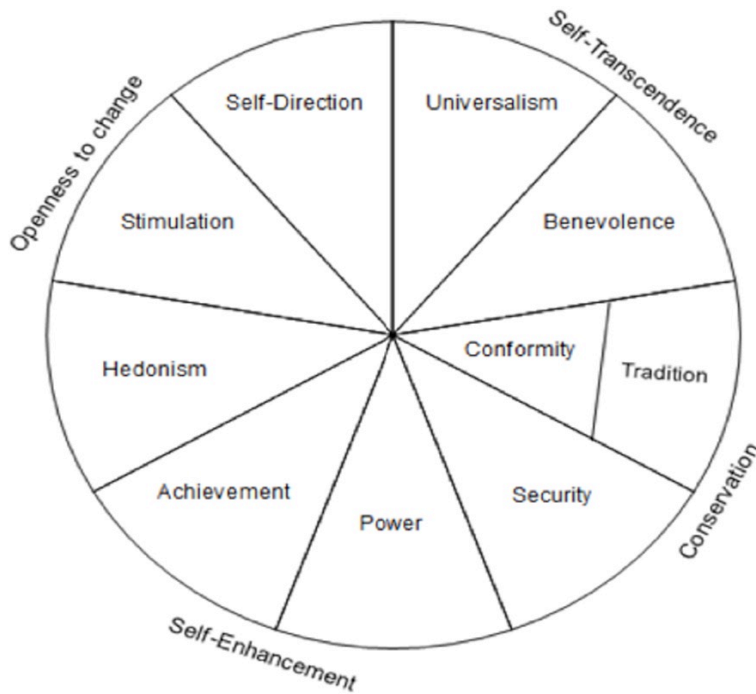 Self-Transcendence
Openness to change
Self-Direction
Universalism
Stimulation
Benevolence
Hedonism
Conformity
Tradition
Achievement
Power
Security
Conservation
Self-Enhancement